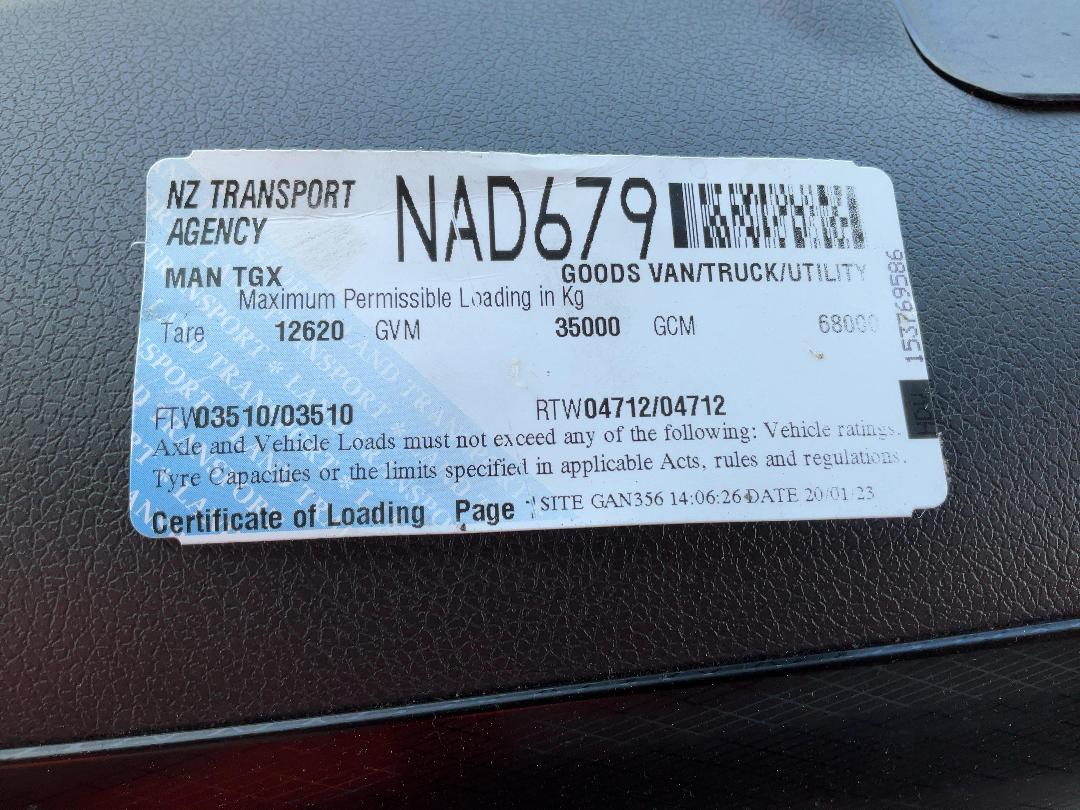 NZ TRANSPORT
AGENCY
NAD679
MAN TGX GOODS VAN/TRUCK/UTILITY
Maximum Permissible Loading in Kg
Tare 12620 GVM 35000 GCM 68000
153769586
FTW03510/03510 RTW04712/04712
HDV
Axle and Vehicle Loads must not exceed any of the following: Vehicle ratings.
Tyre Capacities or the limits specified in applicable Acts, rules and regulations.
Certificate of Loading Page 1 SITE GAN356 14:06:26 DATE 20/01/23